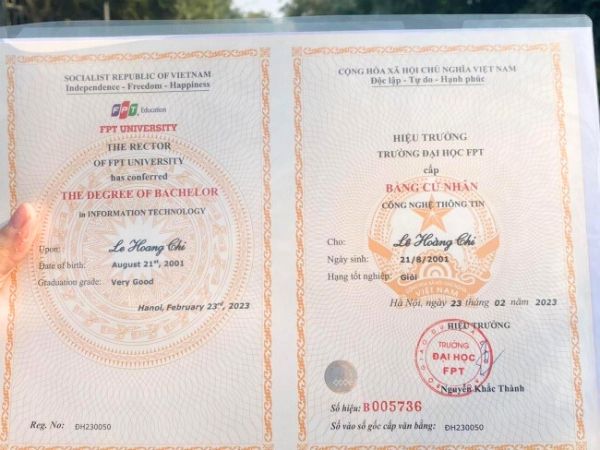 SOCIALIST REPUBLIC OF VIETNAM
Independence - Freedom - Happiness
FPT Education
FPT UNIVERSITY
THE RECTOR
OF FPT UNIVERSITY
has conferred
THE DEGREE OF BACHELOR
in INFORMATION TECHNOLOGY
Upon: Le Hoang Chi
Date of birth: August 21st, 2001
Graduation grade: Very Good
Hanoi, February 23rd, 2023
Reg. No: ĐH230050
CỘNG HÒA XÃ HỘI CHỦ NGHĨA VIỆT NAM
Độc lập - Tự do - Hạnh phúc
HIỆU TRƯỞNG
TRƯỜNG ĐẠI HỌC FPT
cấp
BẰNG CỬ NHÂN
CÔNG NGHỆ THÔNG TIN
Cho: Lê Hoàng Chi
Ngày sinh: 21/8/2001
Hạng tốt nghiệp: Giỏi
VIỆT NAM
Hà Nội, ngày 23 tháng 02 năm 2023
HIỆU TRƯỞNG
TRƯỜNG
ĐẠI HỌC
FPT
Nguyễn Khắc Thành
Số hiệu: B005736
Số vào sổ gốc cấp văn bằng: ĐH230050